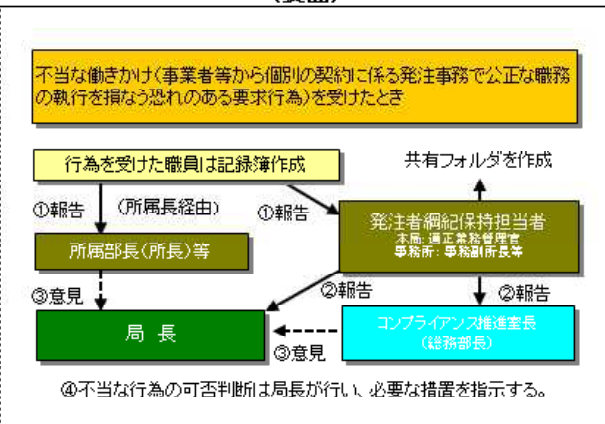 不当な働きかけ(事業者等から個別の契約に係る発注事務で公正な職務
の執行を損なう恐れのある要求行為)を受けたとき
行為を受けた職員は記録簿作成
共有フォルダを作成
①報告
(所属長経由)
①報告
発注者綱紀保持担当者
本局:適正業務管理官
事務所:事務副所長等
所属部長(所長)等
③意見
②報告
②報告
局 長
コンプライアンス推進室長
(総務部長)
③意見
④不当な行為の可否判断は局長が行い、必要な措置を指示する。